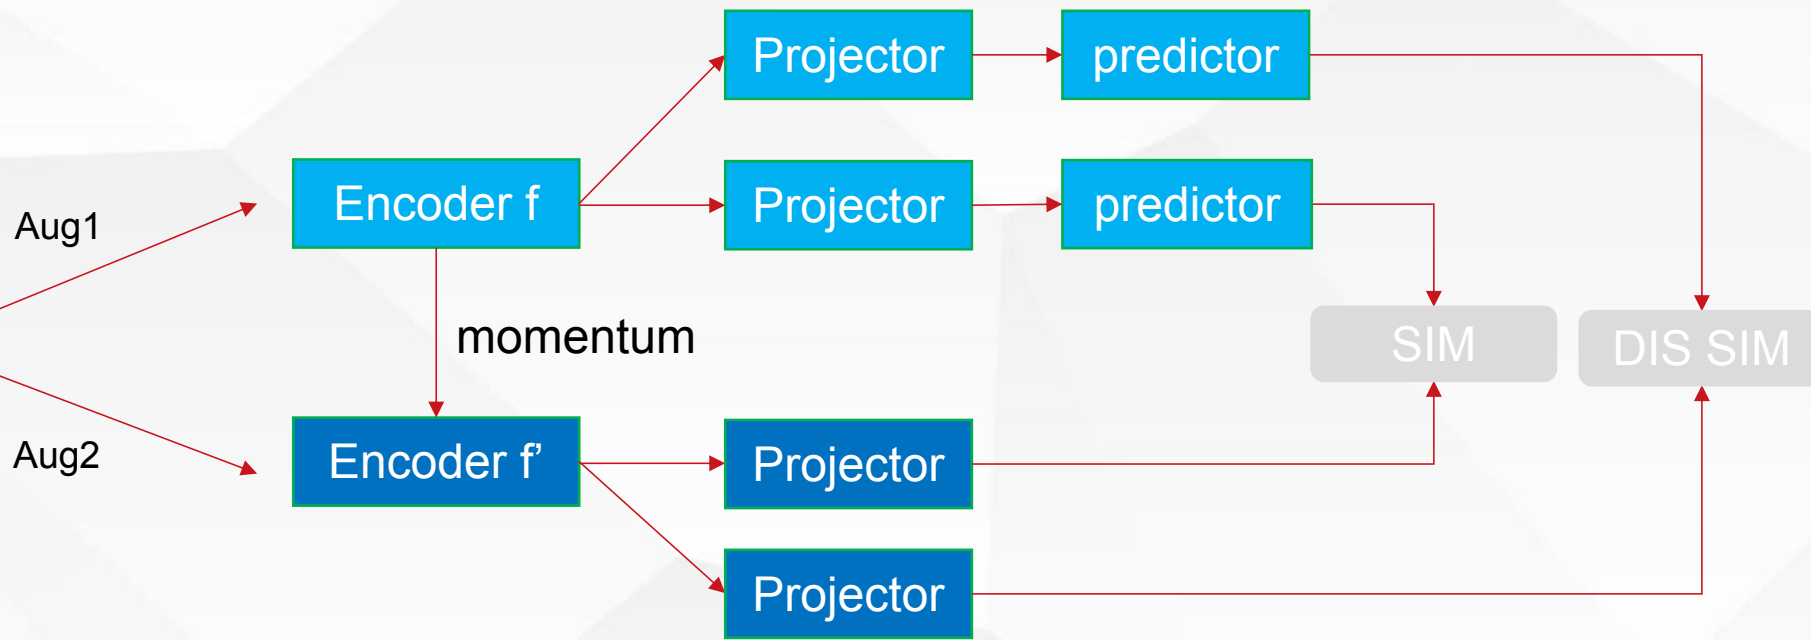 Projector
predictor
Encoder f
Projector
predictor
Aug1
momentum
SIM
DIS SIM
Aug2
Encoder f’
Projector
Projector